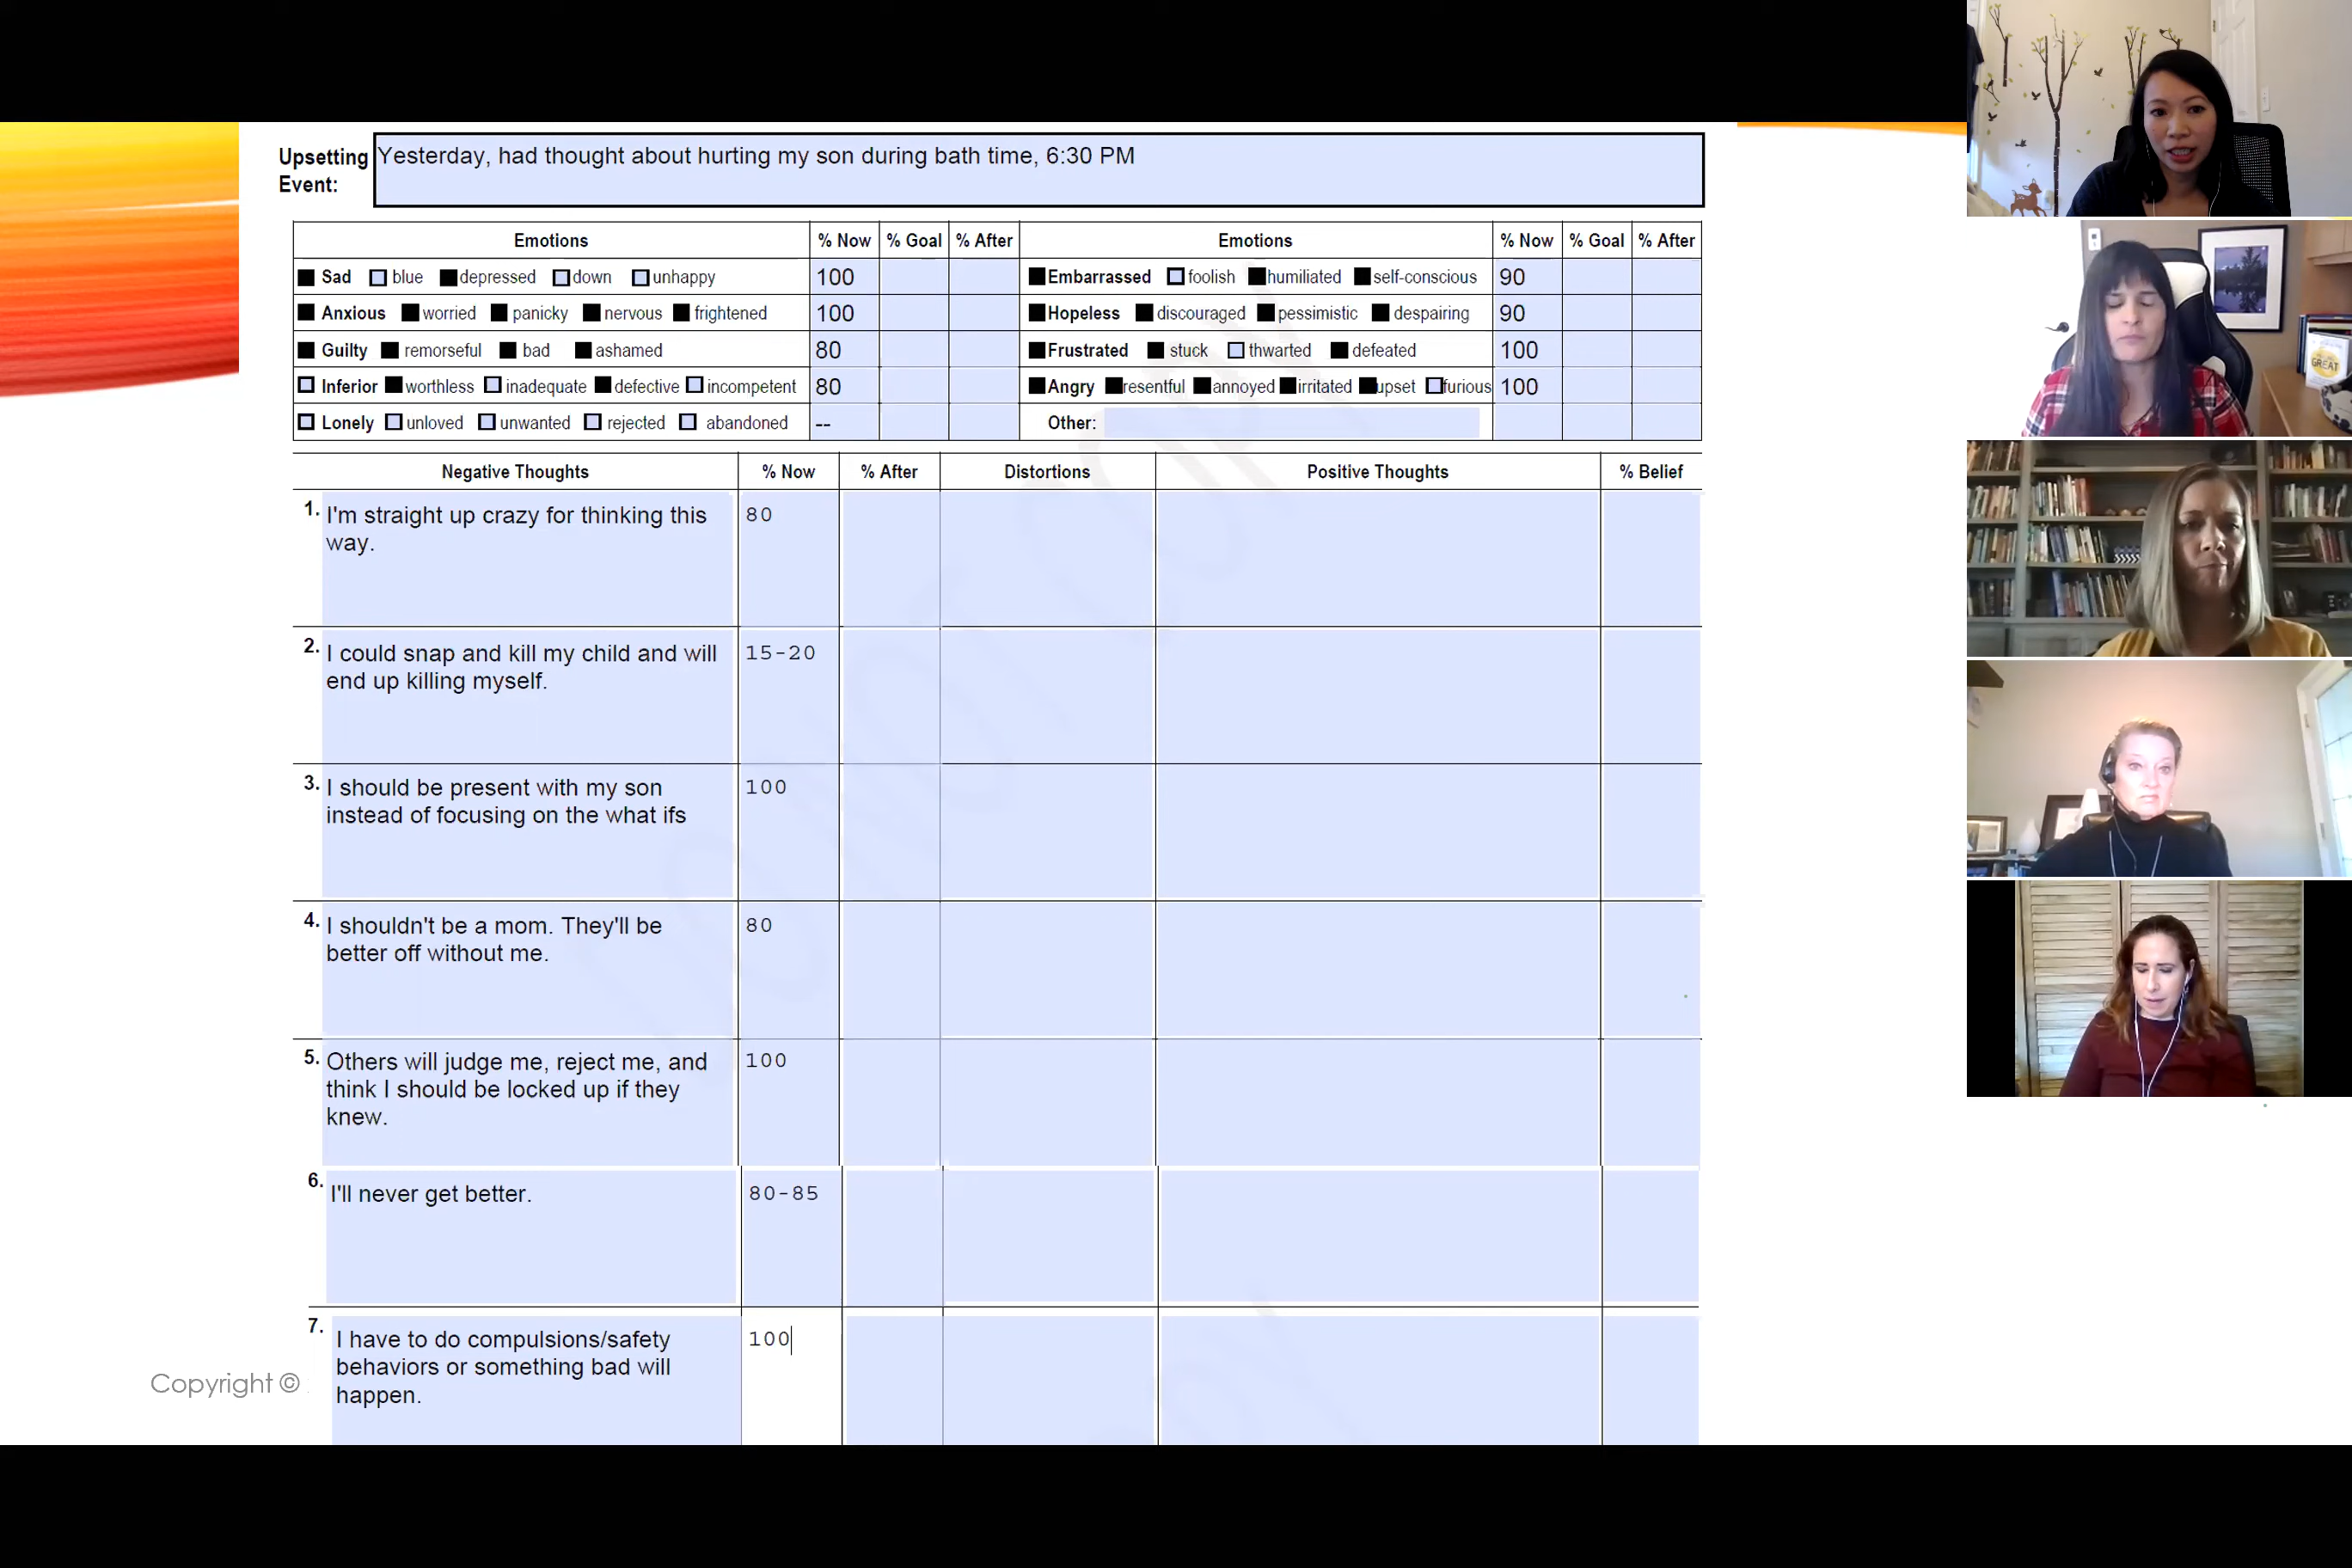 Upsetting Event:
Yesterday, had thought about hurting my son during bath time, 6:30 PM
Emotions % Now % Goal % After Emotions % Now % Goal % After
Sad blue depressed down unhappy 100 Embarrassed foolish humiliated self-conscious 90
Anxious worried panicky nervous frightened 100 Hopeless discouraged pessimistic despairing 90
Guilty remorseful bad ashamed 80 Frustrated stuck thwarted defeated 100
Inferior worthless inadequate defective incompetent 80 Angry resentful annoyed irritated upset furious 100
Lonely unloved unwanted rejected abandoned -- Other:
Negative Thoughts % Now % After Distortions Positive Thoughts % Belief
1. I'm straight up crazy for thinking this 80
way.
2. I could snap and kill my child and will 15-20
end up killing myself.
3. I should be present with my son 100
instead of focusing on the what ifs
4. I shouldn't be a mom. They'll be 80
better off without me.
5. Others will judge me, reject me, and 100
think I should be locked up if they
knew.
6. I'll never get better. 80-85
7. I have to do compulsions/safety 100
behaviors or something bad will
happen.
Copyright ©
GREAT